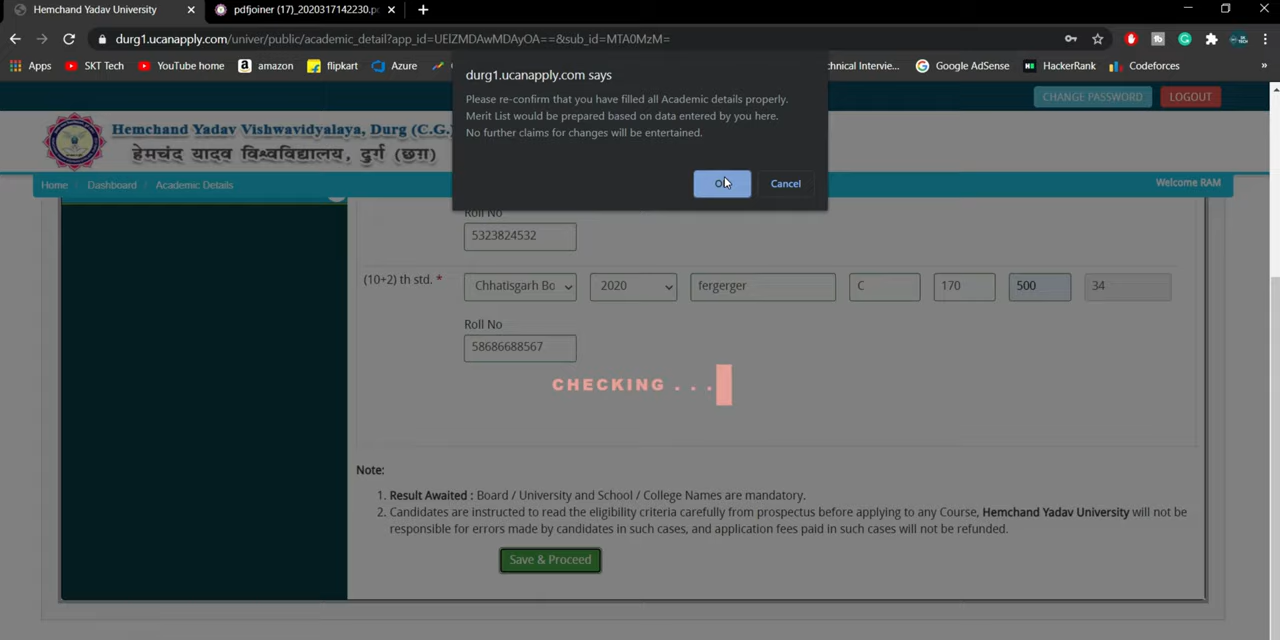 Hemchand Yadav University
pdfjoiner (17)_2020317142230.p
durg1.ucanapply.com/univer/public/academic_detail?app_id=UElZMDAwMDAyOA==&sub_id=MTA0MzM=
Apps SKT Tech YouTube home amazon flipkart Azure chnical Intervie... Google AdSense HackerRank Codeforces »
durg1.ucanapply.com says
Please re-confirm that you have filled all Academic details properly.
Merit List would be prepared based on data entered by you here.
No further claims for changes will be entertained.
Cancel
CHANGE PASSWORD LOGOUT
Hemchand Yadav Vishwavidyalaya, Durg (C.G.)
हेमचंद यादव विश्वविद्यालय, दुर्ग (छग)
Home / Dashboard / Academic Details Welcome RAM
Roll No
5323824532
(10+2) th std. * Chhatisgarh Bo 2020 fergerger C 170 500 34
Roll No
58686688567
CHECKING . . .
Note:
1. Result Awaited : Board / University and School / College Names are mandatory.
2. Candidates are instructed to read the eligibility criteria carefully from prospectus before applying to any Course, Hemchand Yadav University will not be
responsible for errors made by candidates in such cases, and application fees paid in such cases will not be refunded.
Save & Proceed